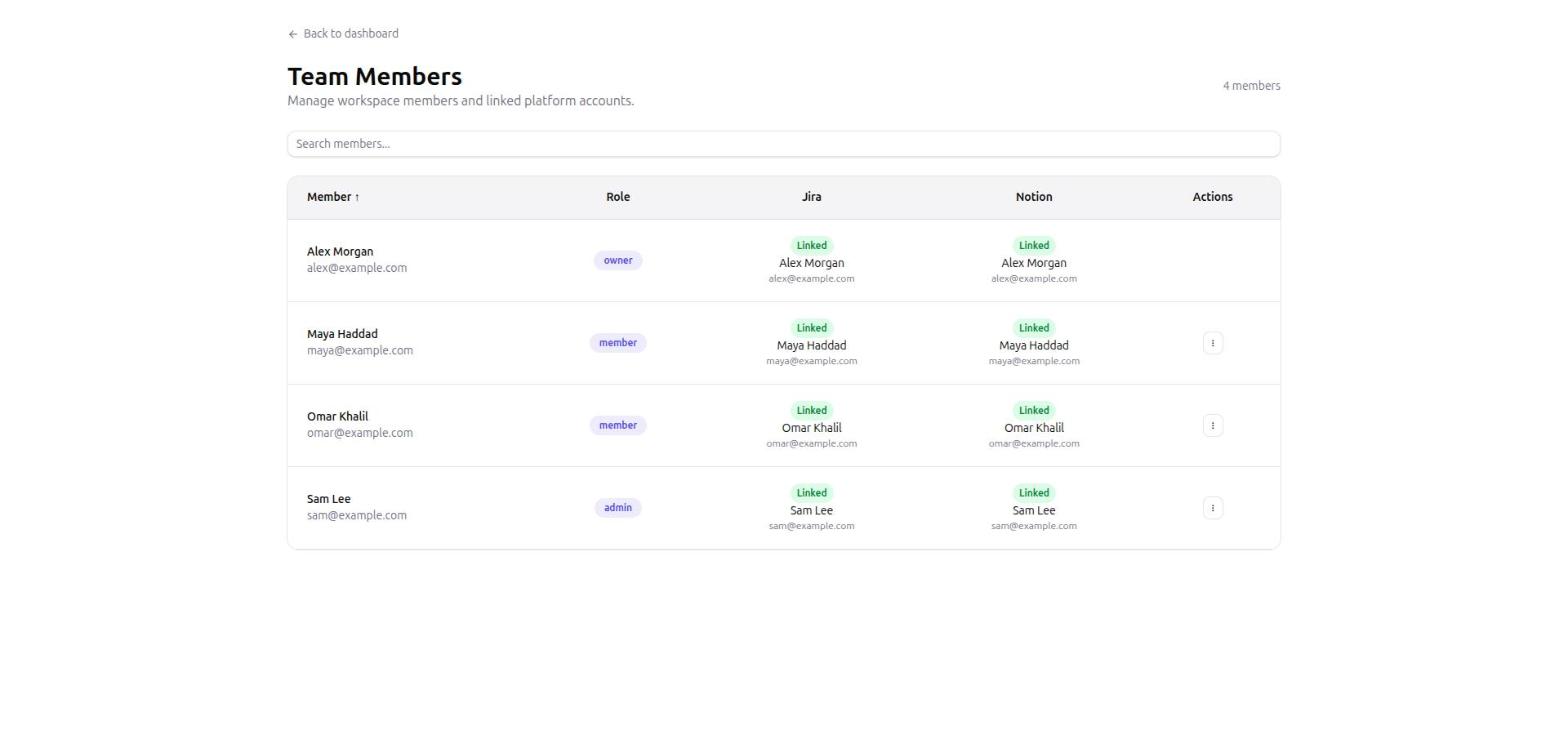 ← Back to dashboard
Team Members
Manage workspace members and linked platform accounts.
4 members
Search members...
Member ↑ Role Jira Notion Actions
Alex Morgan
alex@example.com
owner
Linked
Alex Morgan
alex@example.com
Linked
Alex Morgan
alex@example.com
Maya Haddad
maya@example.com
member
Linked
Maya Haddad
maya@example.com
Linked
Maya Haddad
maya@example.com
Omar Khalil
omar@example.com
member
Linked
Omar Khalil
omar@example.com
Linked
Omar Khalil
omar@example.com
Sam Lee
sam@example.com
admin
Linked
Sam Lee
sam@example.com
Linked
Sam Lee
sam@example.com